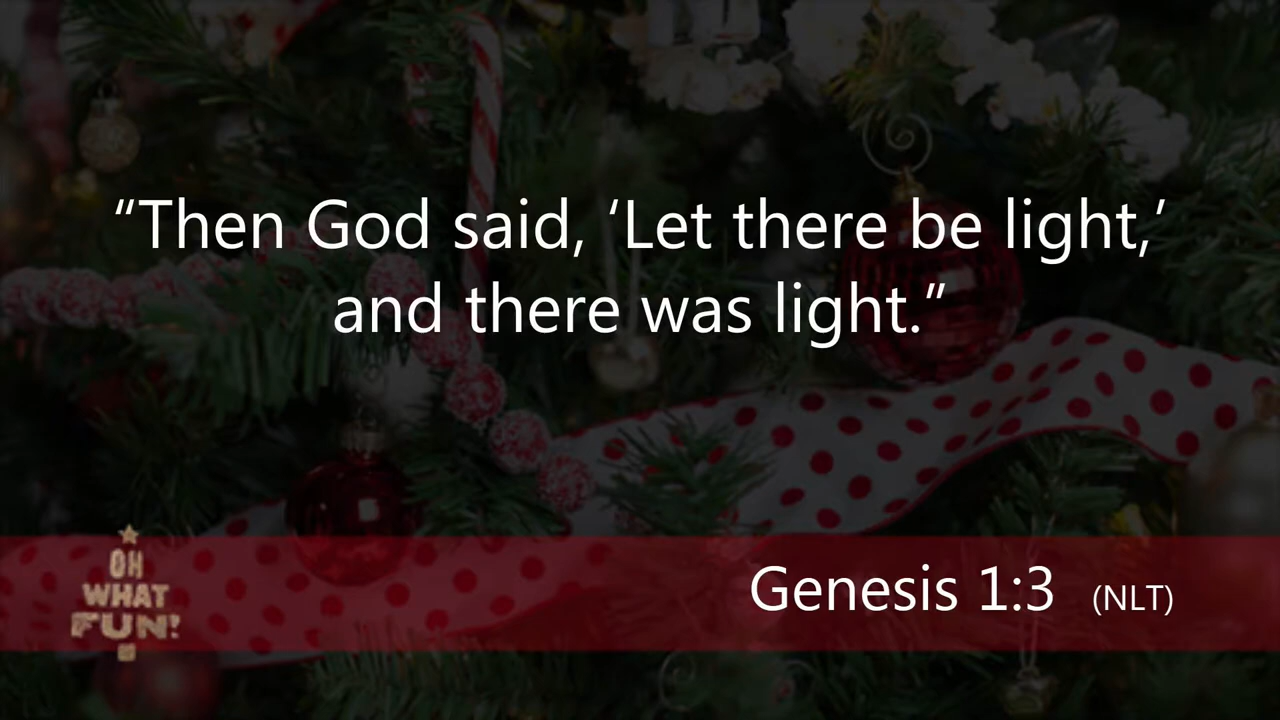 “Then God said, ‘Let there be light,’
and there was light.”
OH
WHAT
FUN!
Genesis 1:3 (NLT)